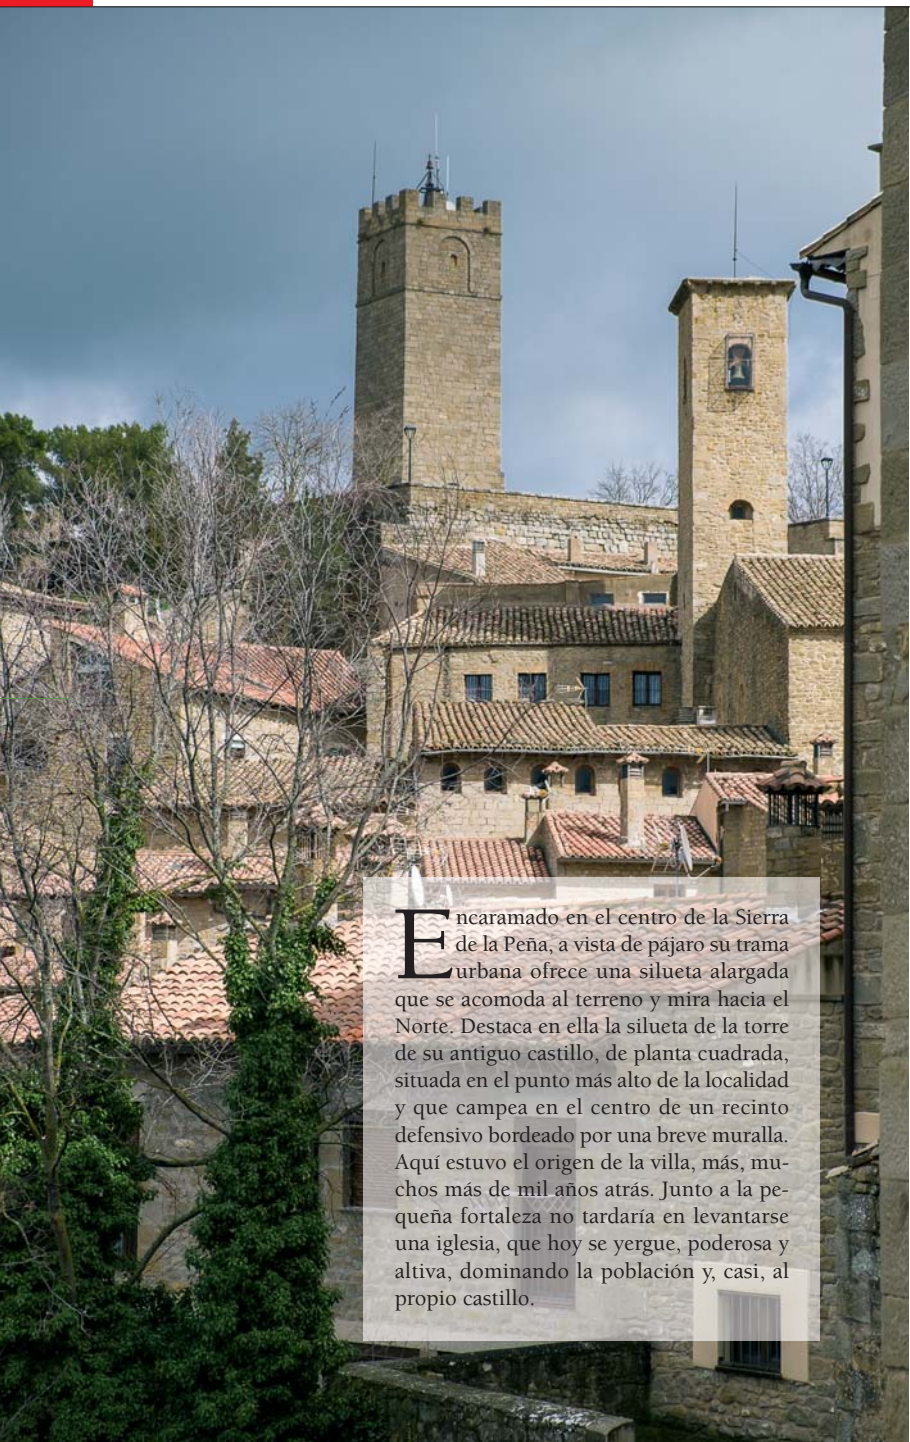 Encaramado en el centro de la Sierra
de la Peña, a vista de pájaro su trama
urbana ofrece una silueta alargada
que se acomoda al terreno y mira hacia el
Norte. Destaca en ella la silueta de la torre
de su antiguo castillo, de planta cuadrada,
situada en el punto más alto de la localidad
y que campea en el centro de un recinto
defensivo bordeado por una breve muralla.
Aquí estuvo el origen de la villa, más, mu-
chos más de mil años atrás. Junto a la pe-
queña fortaleza no tardaría en levantarse
una iglesia, que hoy se yergue, poderosa y
altiva, dominando la población y, casi, al
propio castillo.